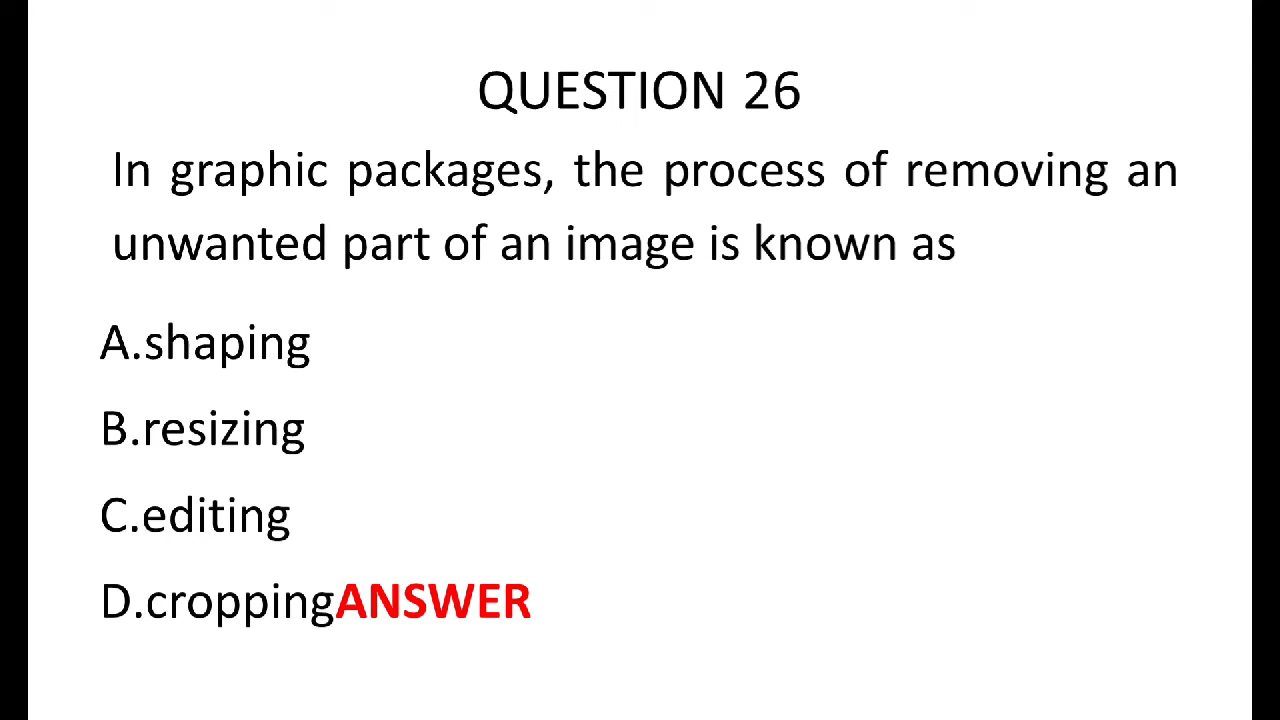 QUESTION 26
In graphic packages, the process of removing an
unwanted part of an image is known as
A.shaping
B.resizing
C.editing
D.croppingANSWER